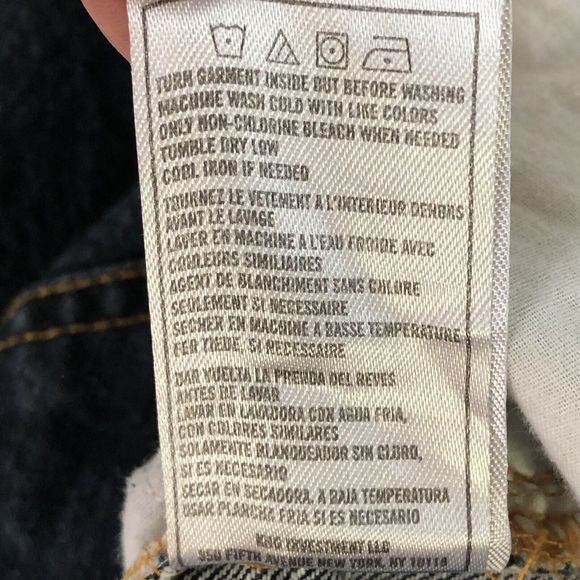 TURN GARMENT INSIDE OUT BEFORE WASHING
MACHINE WASH COLD WITH LIKE COLORS
ONLY NON-CHLORINE BLEACH WHEN NEEDED
TUMBLE DRY LOW
COOL IRON IF NEEDED
TOURNEZ LE VETEMENT A L'INTERIEUR DEHORS
AVANT LE LAVAGE
LAVER EN MACHINE A L'EAU FROIDE AVEC
COULEURS SIMILIAIRES
AGENT DE BLANCHIMENT SANS CHLORE
SEULEMENT SI NECESSAIRE
SECHER EN MACHINE A BASSE TEMPERATURE
FER TIEDE, SI NECESSAIRE
DAR VUELTA LA PRENDA DEL REVES
ANTES DE LAVAR
LAVAR EN LAVADORA CON AGUA FRIA,
CON COLORES SIMILARES
SOLAMENTE BLANQUEADOR SIN CLORO,
SI ES NECESSARIO
SECAR EN SECADORA, A BAJA TEMPERATURA
USAR PLANCHA FRIA SI ES NECESSARIO
INVESTMENT LLC
350 FIFTH AVENUE NEW YORK, NY 10118